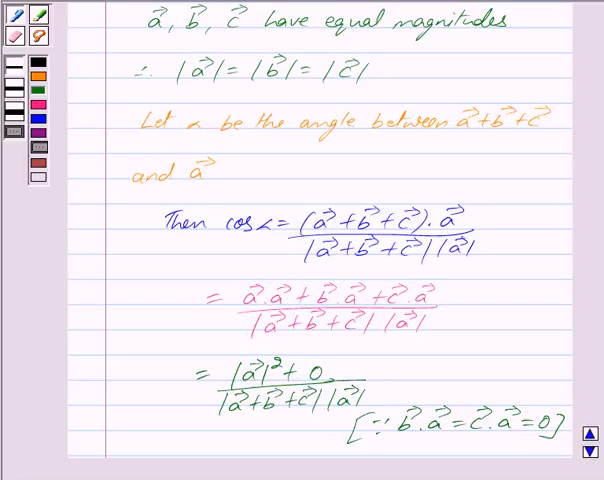 a⃗, b⃗, c⃗ have equal magnitudes
∴ |a⃗| = |b⃗| = |c⃗|
Let α be the angle between a⃗+b⃗+c⃗
and a⃗
Then cos α = (a⃗+b⃗+c⃗).a⃗ / |a⃗+b⃗+c⃗||a⃗|
= a⃗.a⃗+b⃗.a⃗+c⃗.a⃗ / |a⃗+b⃗+c⃗| |a⃗|
= |a⃗|²+0 / |a⃗+b⃗+c⃗||a⃗|
[∵ b⃗.a⃗ = c⃗.a⃗ = 0]